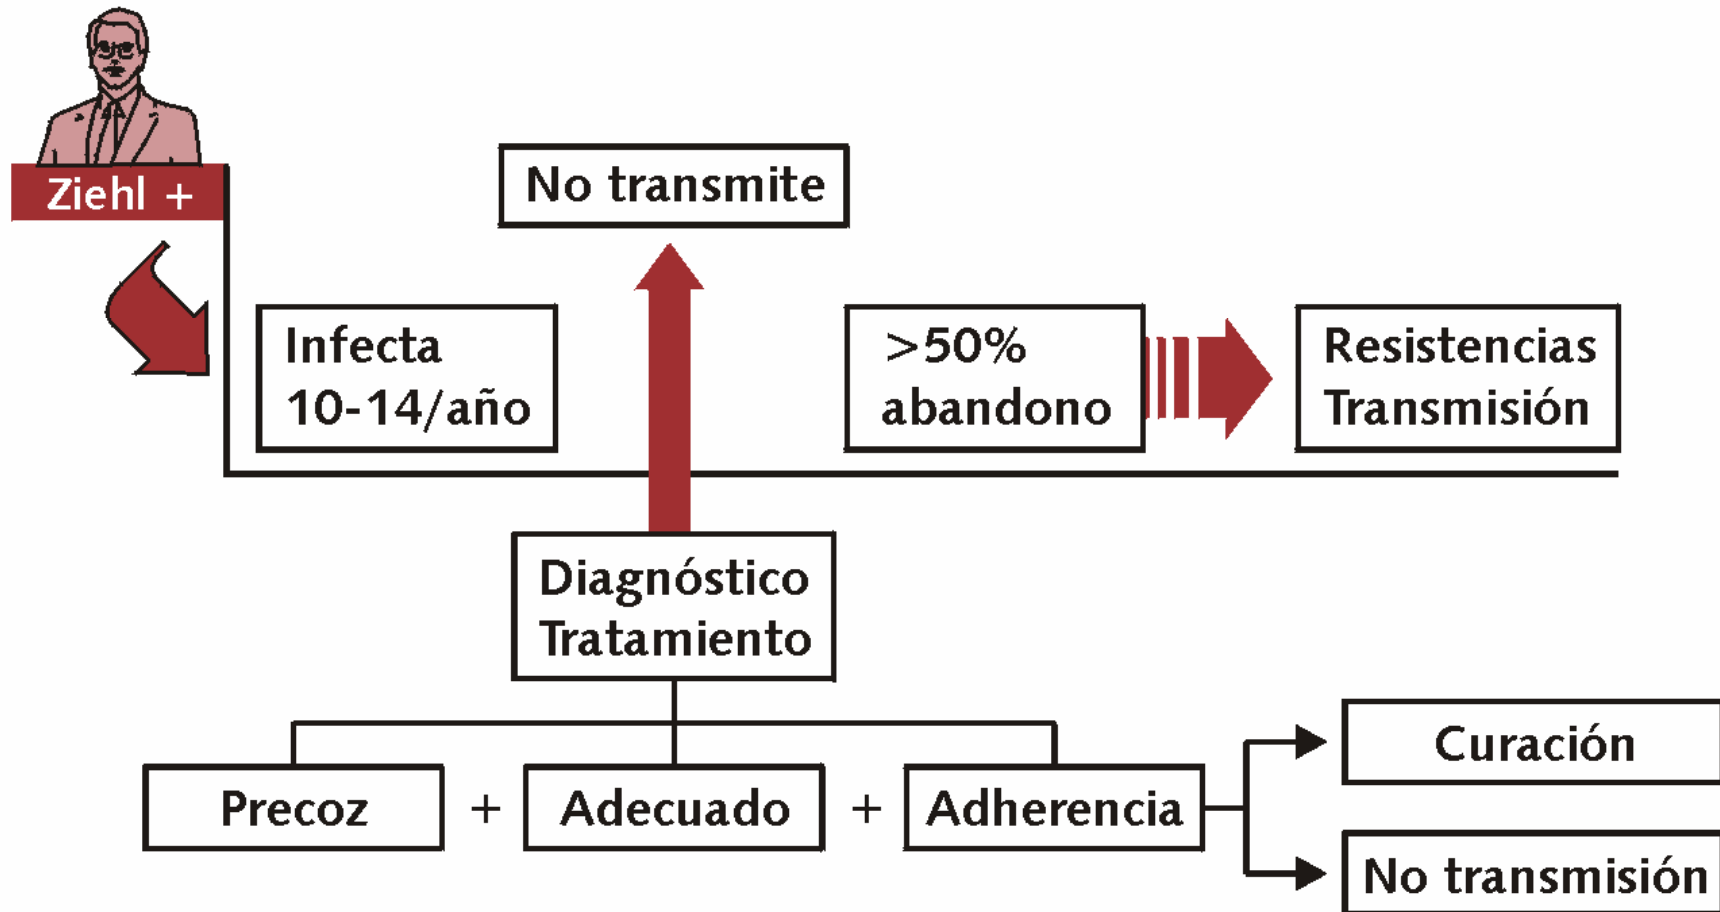 Ziehl +
No transmite
Infecta
10-14/año
>50%
abandono
Resistencias
Transmisión
Diagnóstico
Tratamiento
Precoz + Adecuado + Adherencia
Curación
No transmisión